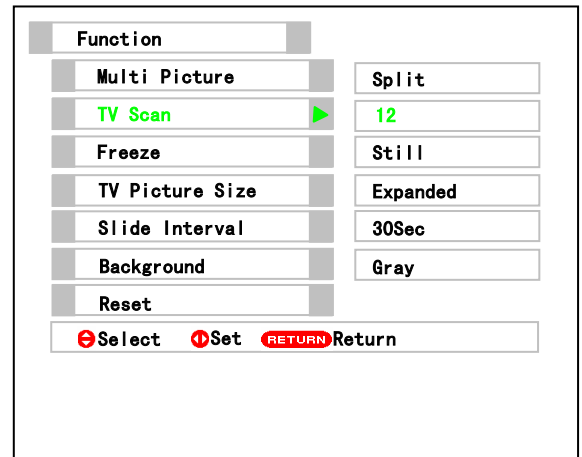 Function
Multi Picture Split
TV Scan 12
Freeze Still
TV Picture Size Expanded
Slide Interval 30Sec
Background Gray
Reset
Select Set RETURN Return